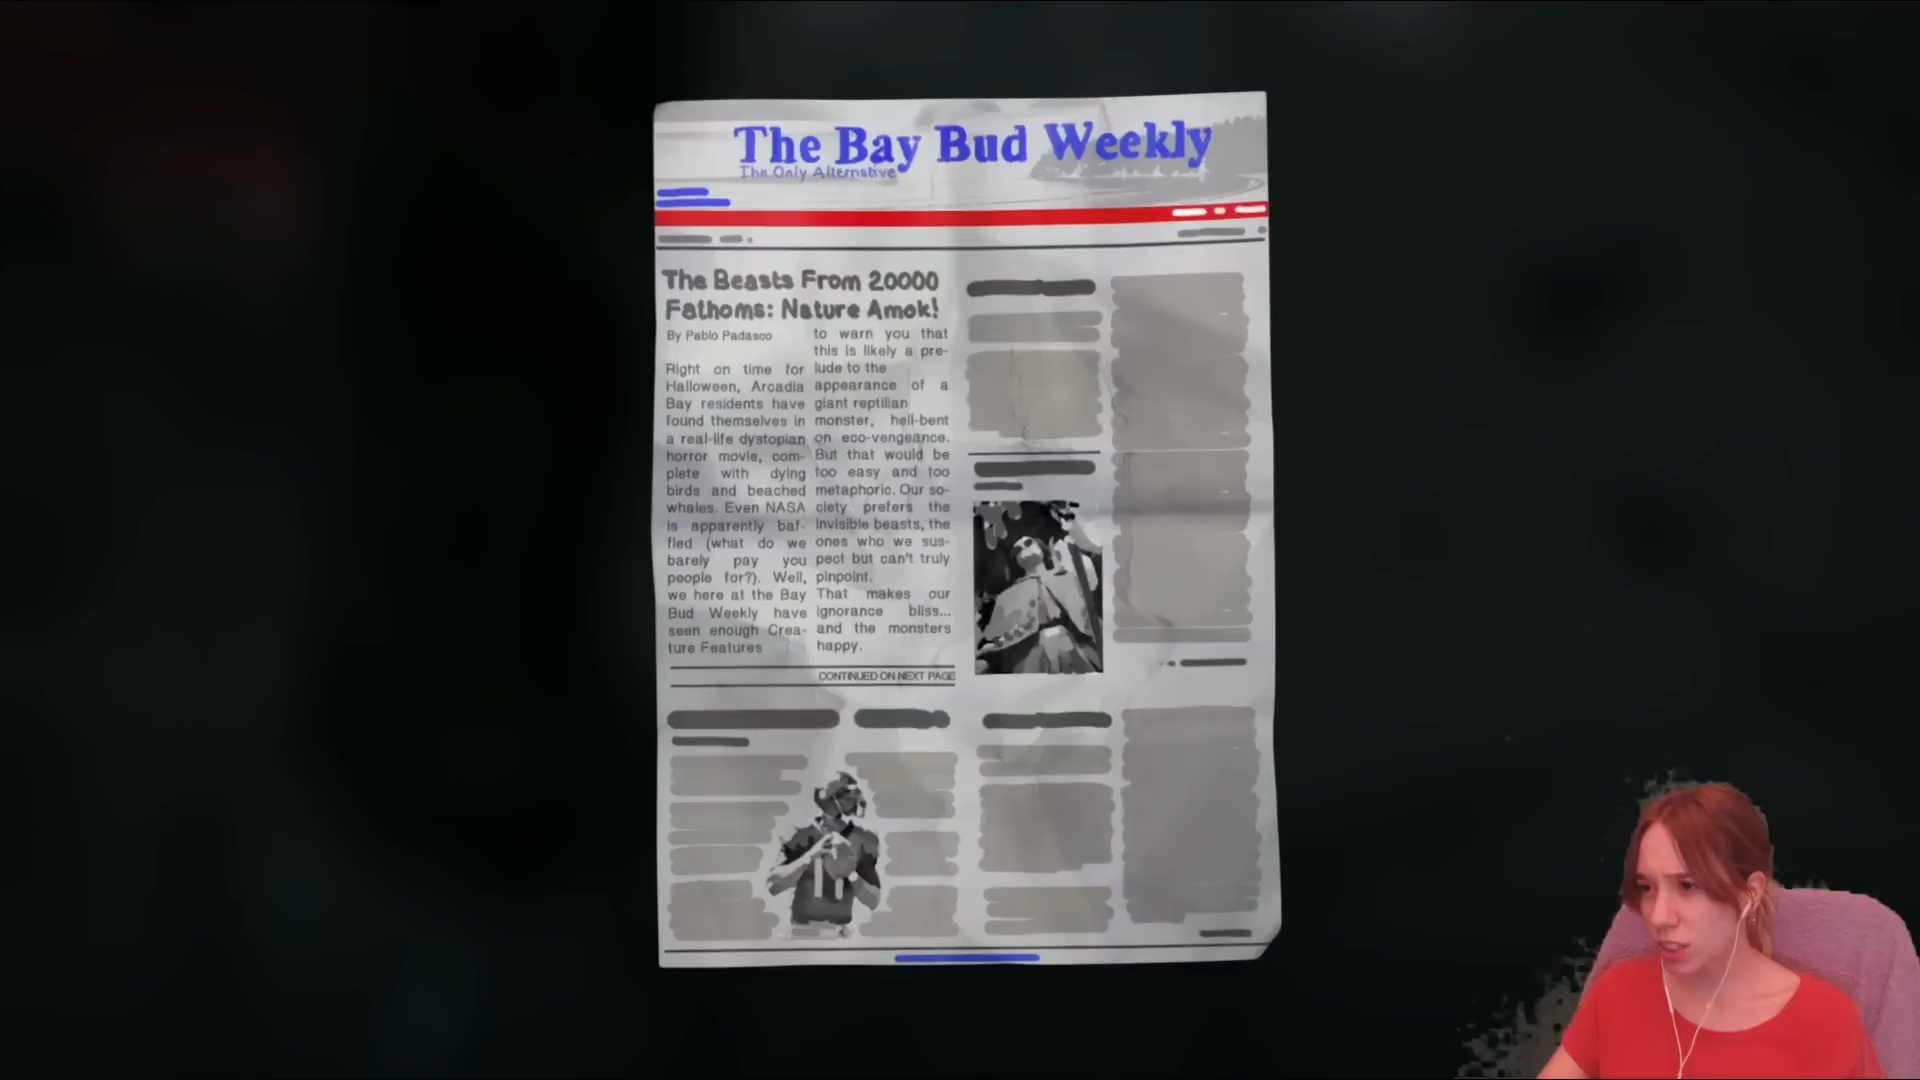 The Bay Bud Weekly
The Only Alternative
The Beasts From 20000
Fathoms: Nature Amok!
By Pablo Padasco
Right on time for
Halloween, Arcadia
Bay residents have
found themselves in
a real-life dystopian
horror movie, com-
plete with dying
birds and beached
whales. Even NASA
is apparently baf-
fled (what do we
barely pay you
people for?). Well,
we here at the Bay
Bud Weekly have
seen enough Crea-
ture Features
to warn you that
this is likely a pre-
lude to the
appearance of a
giant reptilian
monster, hell-bent
on eco-vengeance.
But that would be
too easy and too
metaphoric. Our so-
ciety prefers the
invisible beasts, the
ones who we sus-
pect but can't truly
pinpoint.
That makes our
ignorance bliss...
and the monsters
happy.
CONTINUED ON NEXT PAGE